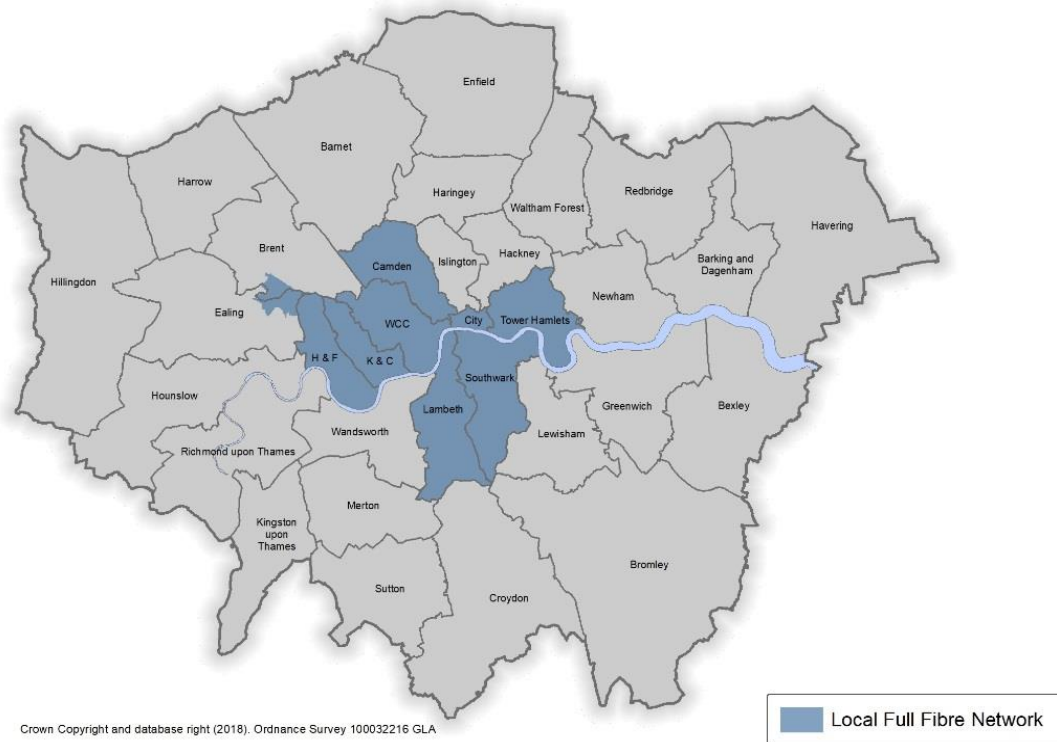 Enfield
Barnet
Harrow
Haringey
Redbridge
Waltham Forest
Havering
Brent
Hackney
Islington
Barking and
Dagenham
Camden
Hillingdon
Newham
Ealing
WCC
City
Tower Hamlets
H & F
K & C
Southwark
Hounslow
Lambeth
Greenwich
Bexley
Wandsworth
Lewisham
Richmond upon Thames
Merton
Kingston
upon
Thames
Bromley
Sutton
Croydon
Local Full Fibre Network
Crown Copyright and database right (2018). Ordnance Survey 100032216 GLA